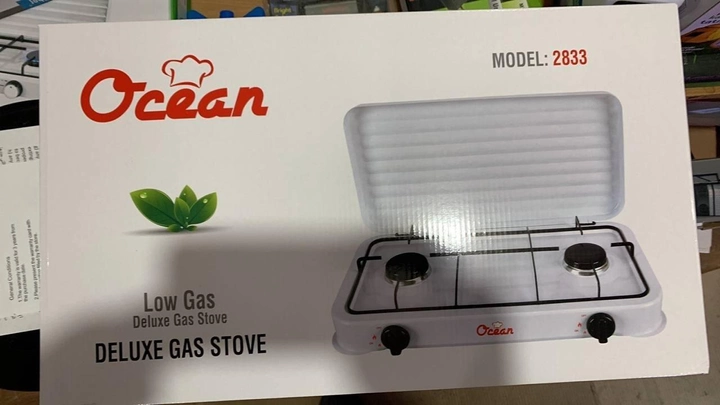 Ocean
MODEL: 2833
Low Gas
Deluxe Gas Stove
DELUXE GAS STOVE
Ocean
General Conditions